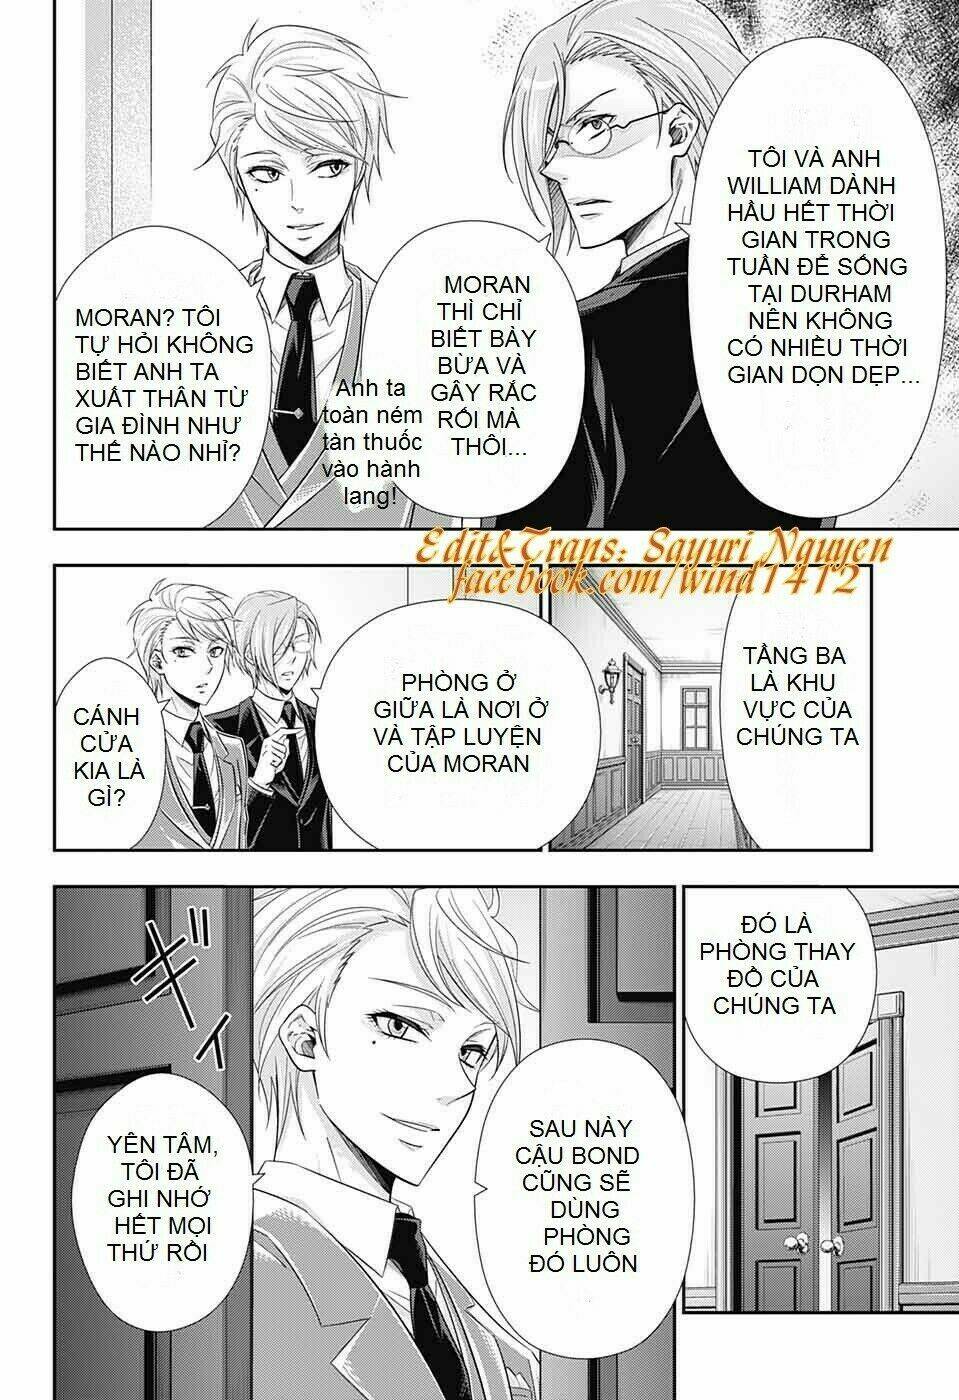 TÔI VÀ ANH
WILLIAM DÀNH
HẦU HẾT THỜI
GIAN TRONG
TUẦN ĐỂ SỐNG
TẠI DURHAM
NÊN KHÔNG
CÓ NHIỀU THỜI
GIAN DỌN DẸP...
MORAN
THÌ CHỈ
BIẾT BÀY
BỪA VÀ
GÂY RẮC
RỐI MÀ
THÔI...
Anh ta
toàn ném
tàn thuốc
vào hành
lang!
MORAN? TÔI
TỰ HỎI KHÔNG
BIẾT ANH TA
XUẤT THÂN TỪ
GIA ĐÌNH NHƯ
THẾ NÀO NHỈ?
Edit&Trans: Sayuri Nguyen
facebook.com/wind1412
TẦNG BA
LÀ KHU
VỰC CỦA
CHÚNG TA
PHÒNG Ở
GIỮA LÀ NƠI Ở
VÀ TẬP LUYỆN
CỦA MORAN
CÁNH
CỬA
KIA LÀ
GÌ?
ĐÓ LÀ
PHÒNG THAY
ĐỒ CỦA
CHÚNG TA
SAU NÀY
CẬU BOND
CŨNG SẼ
DÙNG
PHÒNG
ĐÓ LUÔN
YÊN TÂM,
TÔI ĐÃ
GHI NHỚ
HẾT MỌI
THỨ RỒI